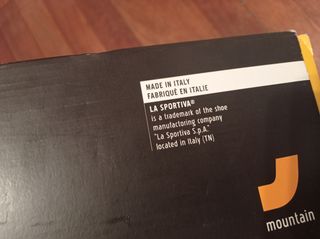 MADE IN ITALY
FABRIQUÉ EN ITALIE
LA SPORTIVA®
is a trademark of the shoe
manufactoring company
"La Sportiva S.p.A."
located in Italy (TN)
mountain